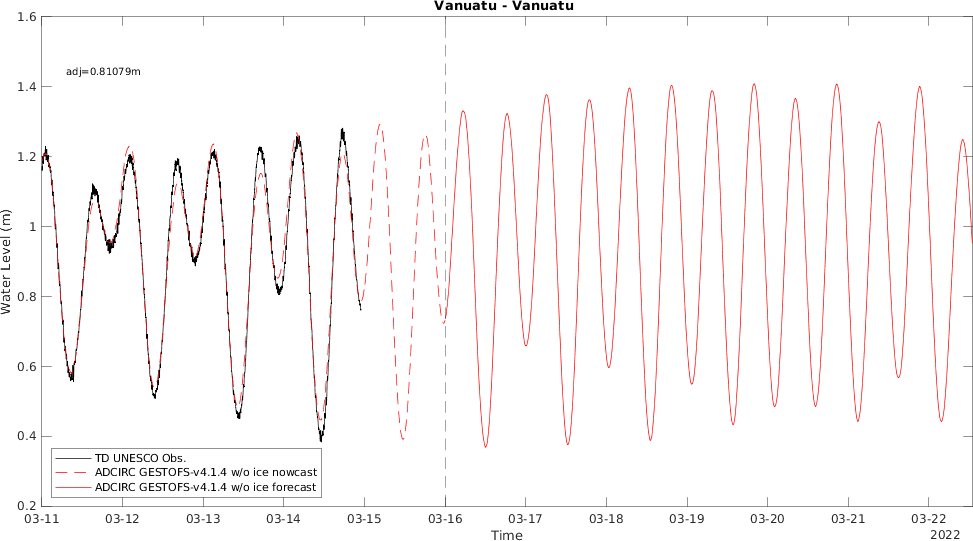 Vanuatu - Vanuatu
1.6
1.4
1.2
1
0.8
0.6
0.4
0.2
Water Level (m)
adj=0.81079m
TD UNESCO Obs.
ADCIRC GESTOFS-v4.1.4 w/o ice nowcast
ADCIRC GESTOFS-v4.1.4 w/o ice forecast
03-11 03-12 03-13 03-14 03-15 03-16 03-17 03-18 03-19 03-20 03-21 03-22
Time
2022